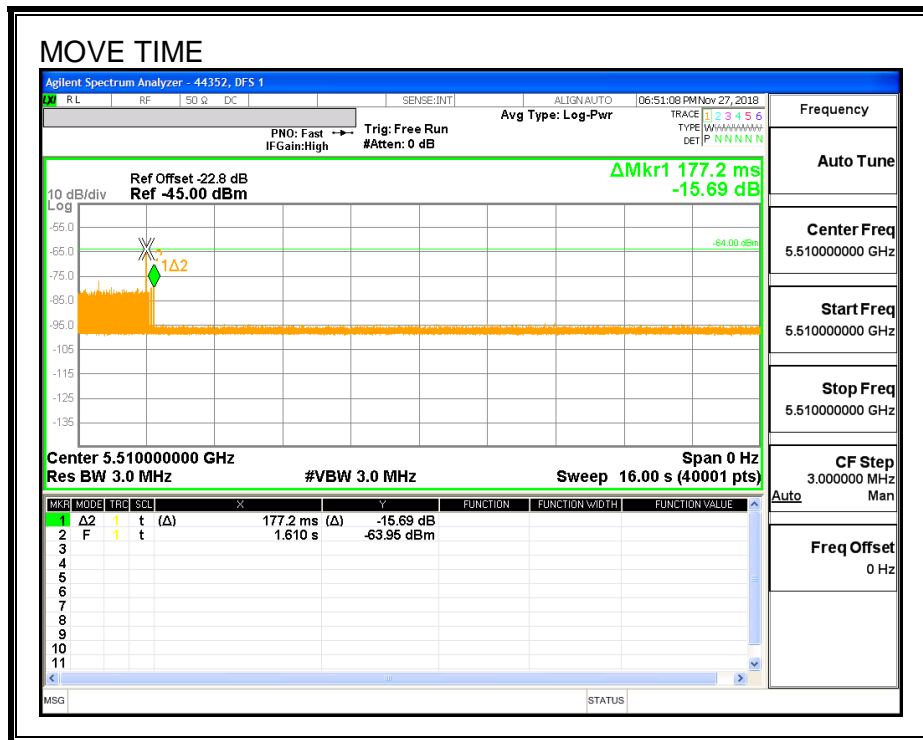 MOVE TIME
Agilent Spectrum Analyzer - 44352, DFS 1
LXI RL RF 50 Ω DC SENSE:INT ALIGN AUTO 06:51:08 PM Nov 27, 2018
Avg Type: Log-Pwr TRACE 1 2 3 4 5 6
PNO: Fast Trig: Free Run TYPE W
IFGain:High #Atten: 0 dB DET P N N N N N
ΔMkr1 177.2 ms
-15.69 dB
Ref Offset -22.8 dB
10 dB/div Ref -45.00 dBm
Log
-55.0
-64.00 dBm
-65.0
1Δ2
-75.0
-85.0
-95.0
-105
-115
-125
-135
Center 5.510000000 GHz Span 0 Hz
Res BW 3.0 MHz #VBW 3.0 MHz Sweep 16.00 s (40001 pts)
MKR MODE TRC SCL X Y FUNCTION FUNCTION WIDTH FUNCTION VALUE
1 Δ2 1 t (Δ) 177.2 ms (Δ) -15.69 dB
2 F 1 t 1.610 s -63.95 dBm
3
4
5
6
7
8
9
10
11
MSG STATUS
Frequency
Auto Tune
Center Freq
5.510000000 GHz
Start Freq
5.510000000 GHz
Stop Freq
5.510000000 GHz
CF Step
3.000000 MHz
Auto Man
Freq Offset
0 Hz